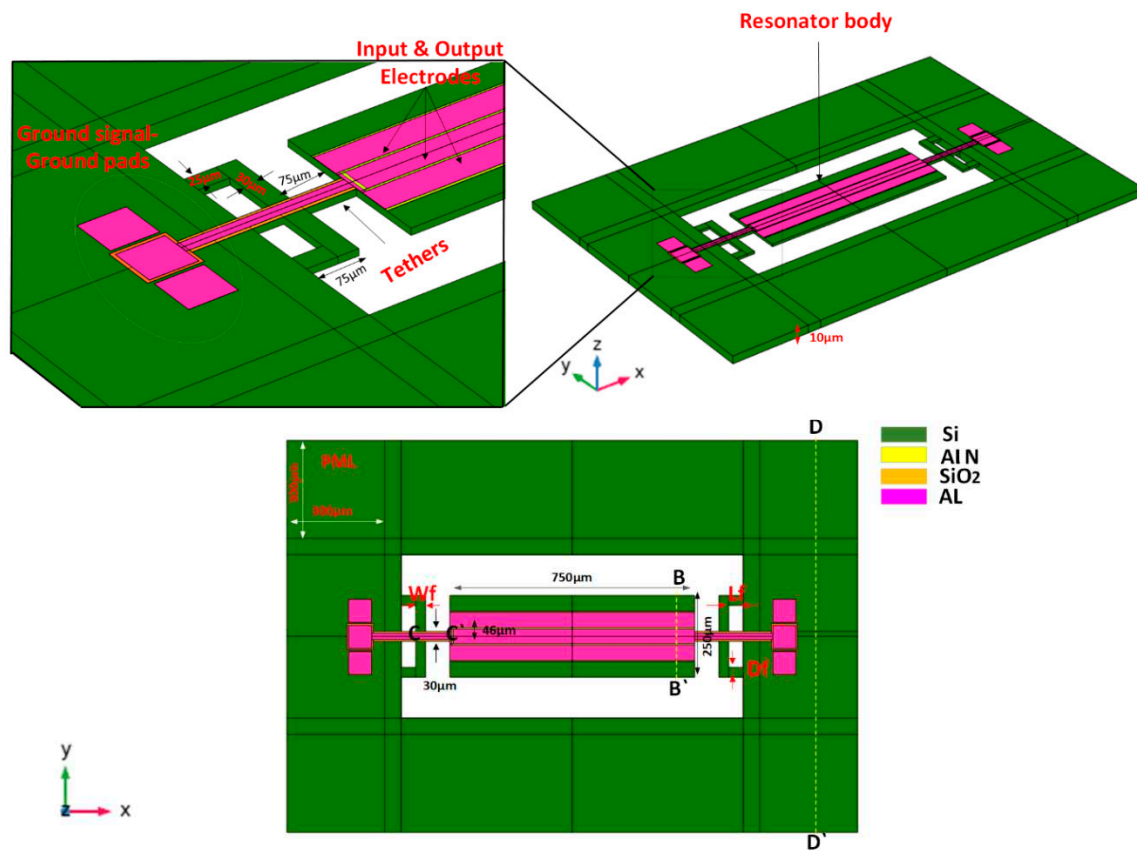 Resonator body
Input & Output
Electrodes
Ground signal-
Ground pads
25µm
30µm
75µm
Tethers
75µm
10µm
z
y
x
D
Si
AlN
SiO2
AL
PML
300µm
750µm
B
Wf
Lf
C
C`
46µm
250µm
Df
30µm
B`
y
z
x
D`